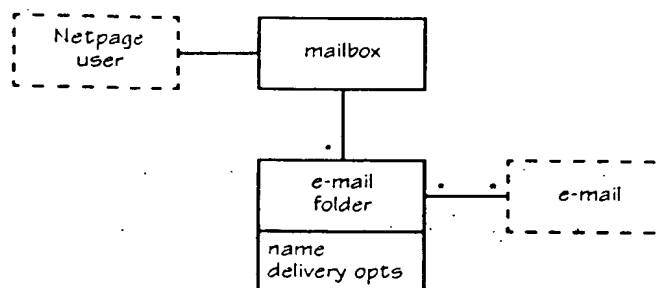 Netpage
user
mailbox
*
e-mail
folder
* *
e-mail
name
delivery opts